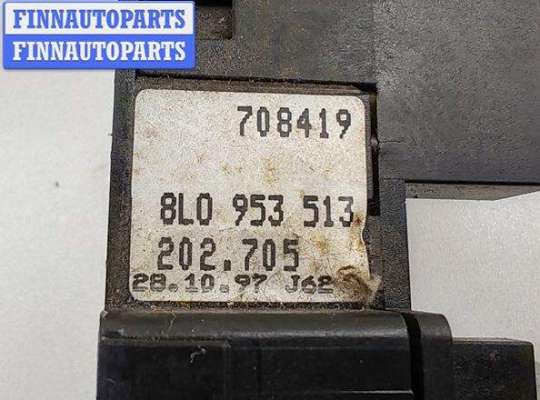 FINNAUTOPARTS
FINNAUTOPARTS
708419
8L0 953 513
202.705
28.10.97 J62